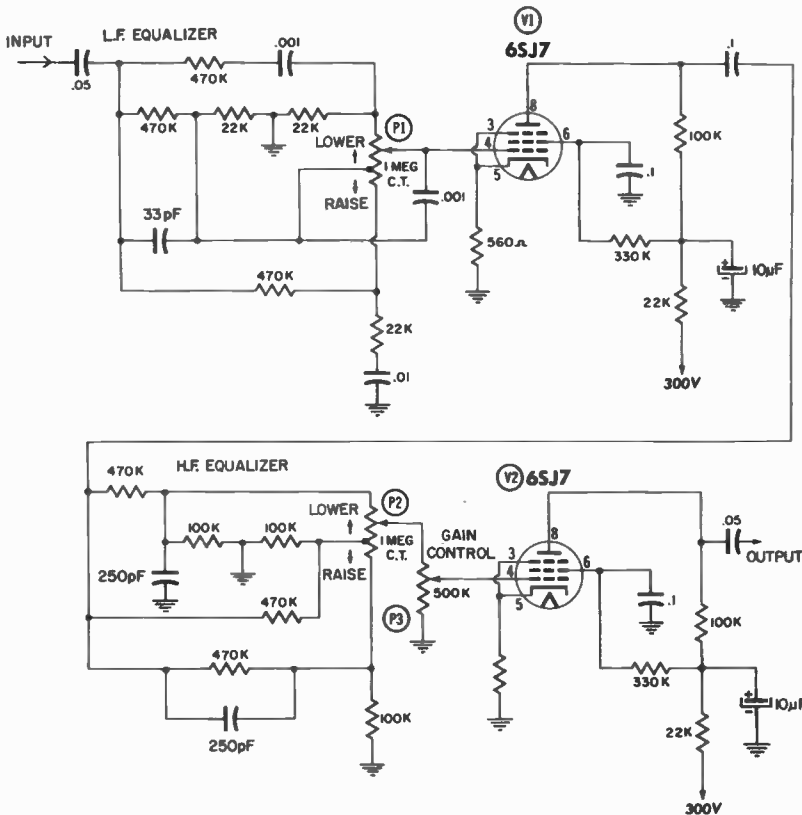 V1
6SJ7
INPUT
L.F. EQUALIZER
.001
.1
.05
470K
470K
22K
22K
P1
LOWER
1 MEG
C.T.
RAISE
8
3
4
5
6
100K
.1
.001
33pF
560Ω
330K
10µF
470K
22K
22K
.01
300V
470K
H.F. EQUALIZER
P2
V2 6SJ7
LOWER
100K
100K
1 MEG
C.T.
RAISE
GAIN
CONTROL
8
3
4
5
6
.05
OUTPUT
250pF
P3
500K
.1
470K
100K
470K
330K
250pF
100K
22K
10µF
300V